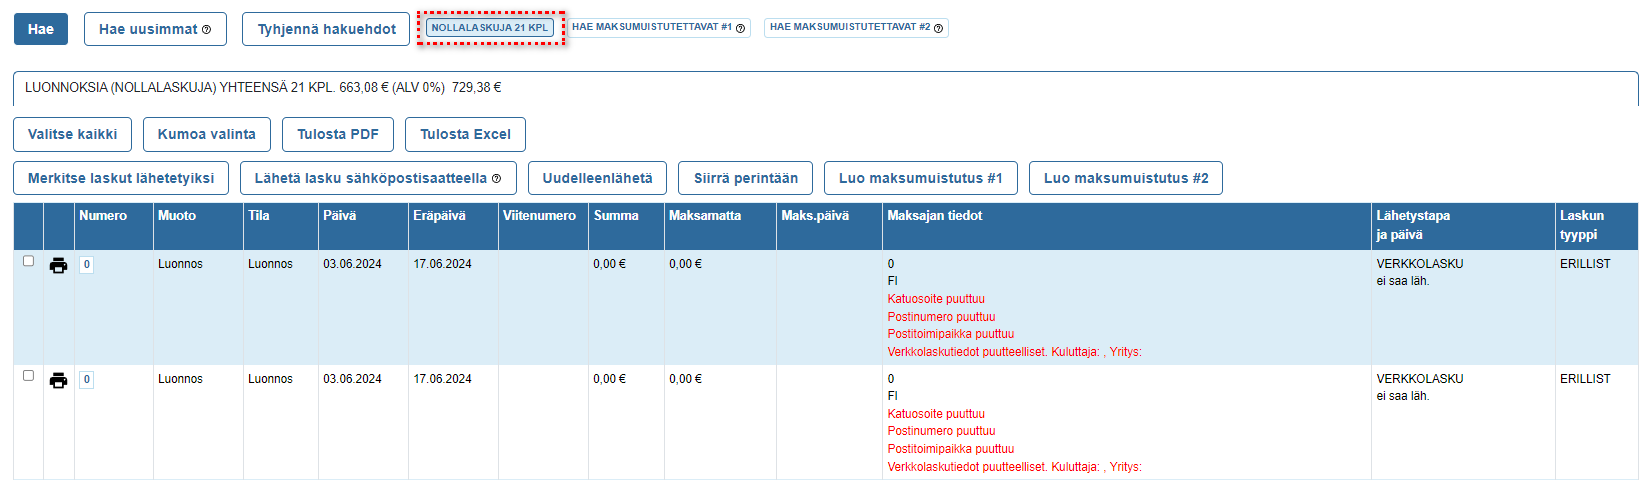 Hae
Hae uusimmat
Tyhjennä hakuehdot
NOLLALASKUJA 21 KPL
HAE MAKSUMUISTUTETTAVAT #1
HAE MAKSUMUISTUTETTAVAT #2
LUONNOKSIA (NOLLALASKUJA) YHTEENSÄ 21 KPL. 663,08 € (ALV 0%) 729,38 €
Valitse kaikki
Kumoa valinta
Tulosta PDF
Tulosta Excel
Merkitse laskut lähetetyiksi
Lähetä lasku sähköpostisaatteella
Uudelleenlähetä
Siirrä perintään
Luo maksumuistutus #1
Luo maksumuistutus #2
Numero Muoto Tila Päivä Eräpäivä Viitenumero Summa Maksamatta Maks.päivä Maksajan tiedot Lähetystapa Laskun
ja päivä tyyppi
0 Luonnos Luonnos 03.06.2024 17.06.2024 0,00 € 0,00 € 0 VERKKOLASKU ERILLIST
FI ei saa läh.
Katuosoite puuttuu
Postinumero puuttuu
Postitoimipaikka puuttuu
Verkkolaskutiedot puutteelliset. Kuluttaja: , Yritys:
0 Luonnos Luonnos 03.06.2024 17.06.2024 0,00 € 0,00 € 0 VERKKOLASKU ERILLIST
FI ei saa läh.
Katuosoite puuttuu
Postinumero puuttuu
Postitoimipaikka puuttuu
Verkkolaskutiedot puutteelliset. Kuluttaja: , Yritys: